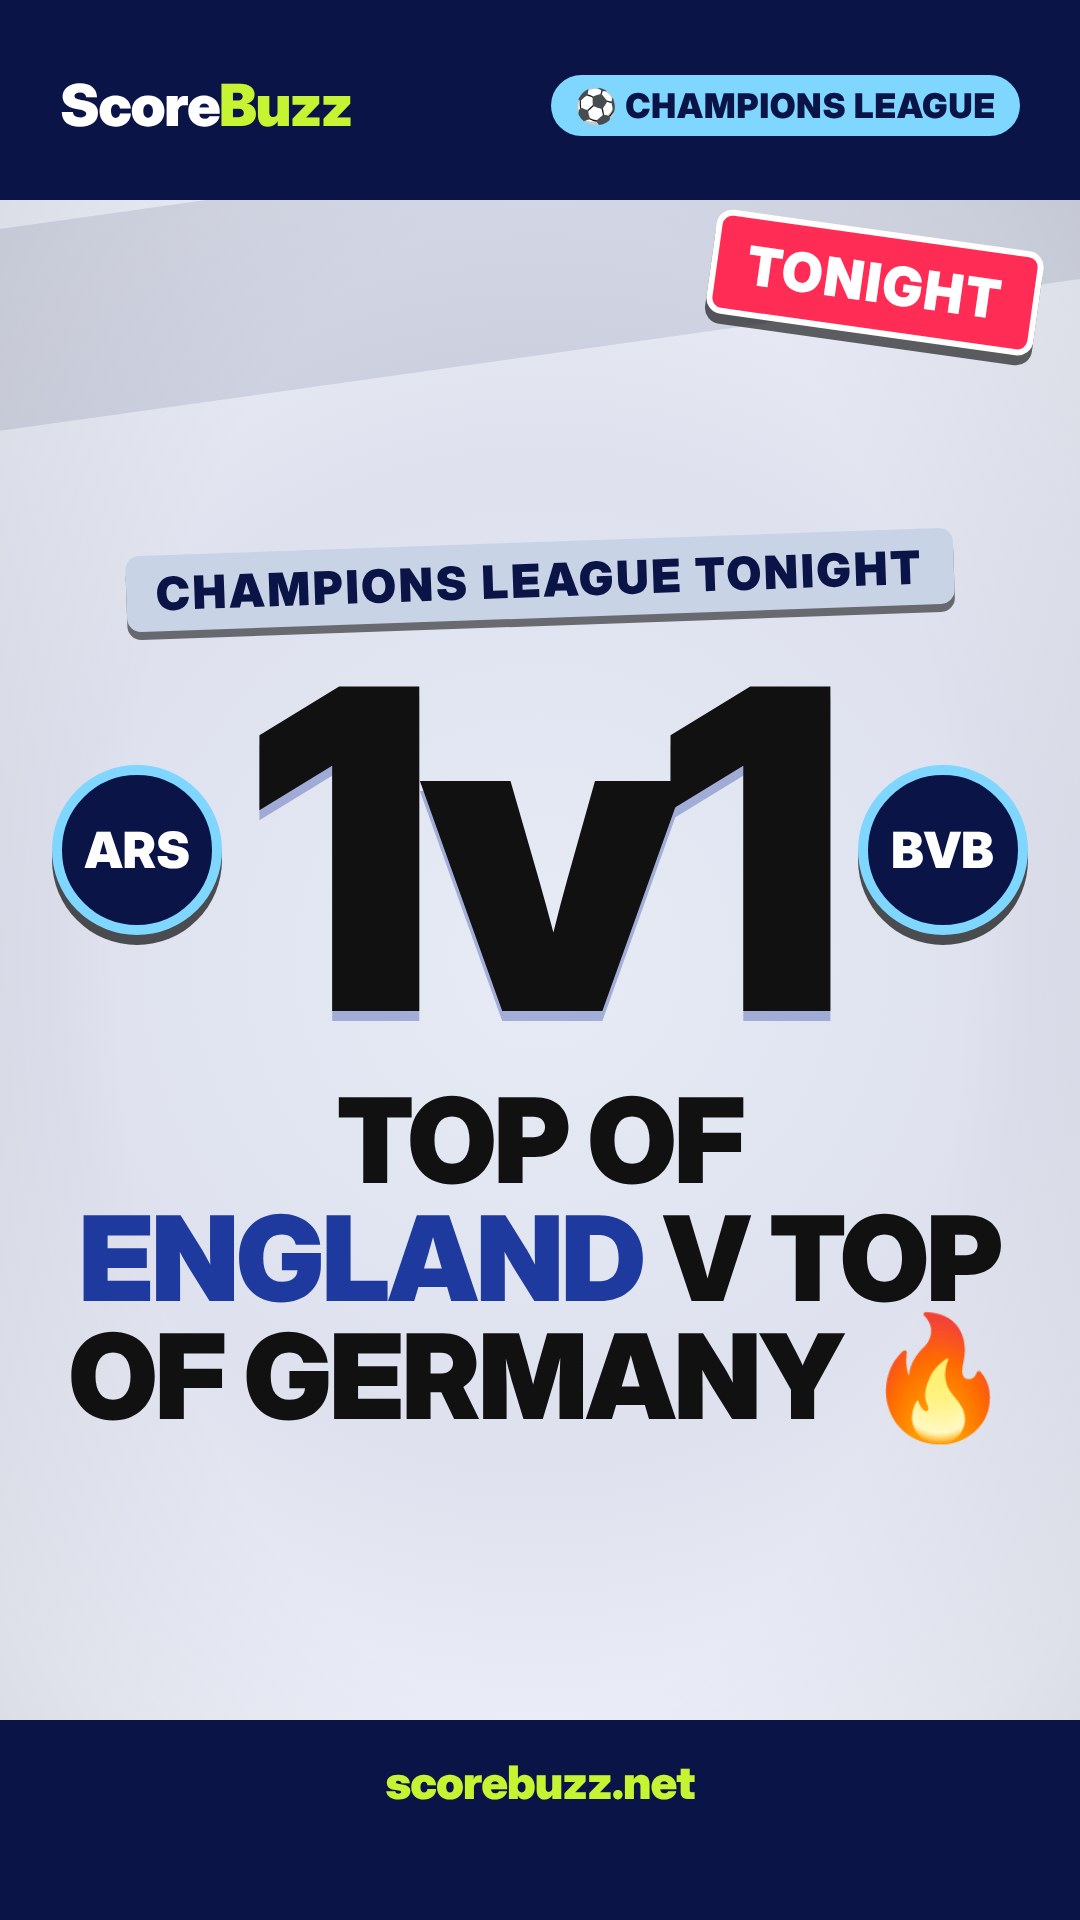 ScoreBuzz
⚽ CHAMPIONS LEAGUE
TONIGHT
CHAMPIONS LEAGUE TONIGHT
ARS
1v1
BVB
TOP OF
ENGLAND V TOP
OF GERMANY 🔥
scorebuzz.net